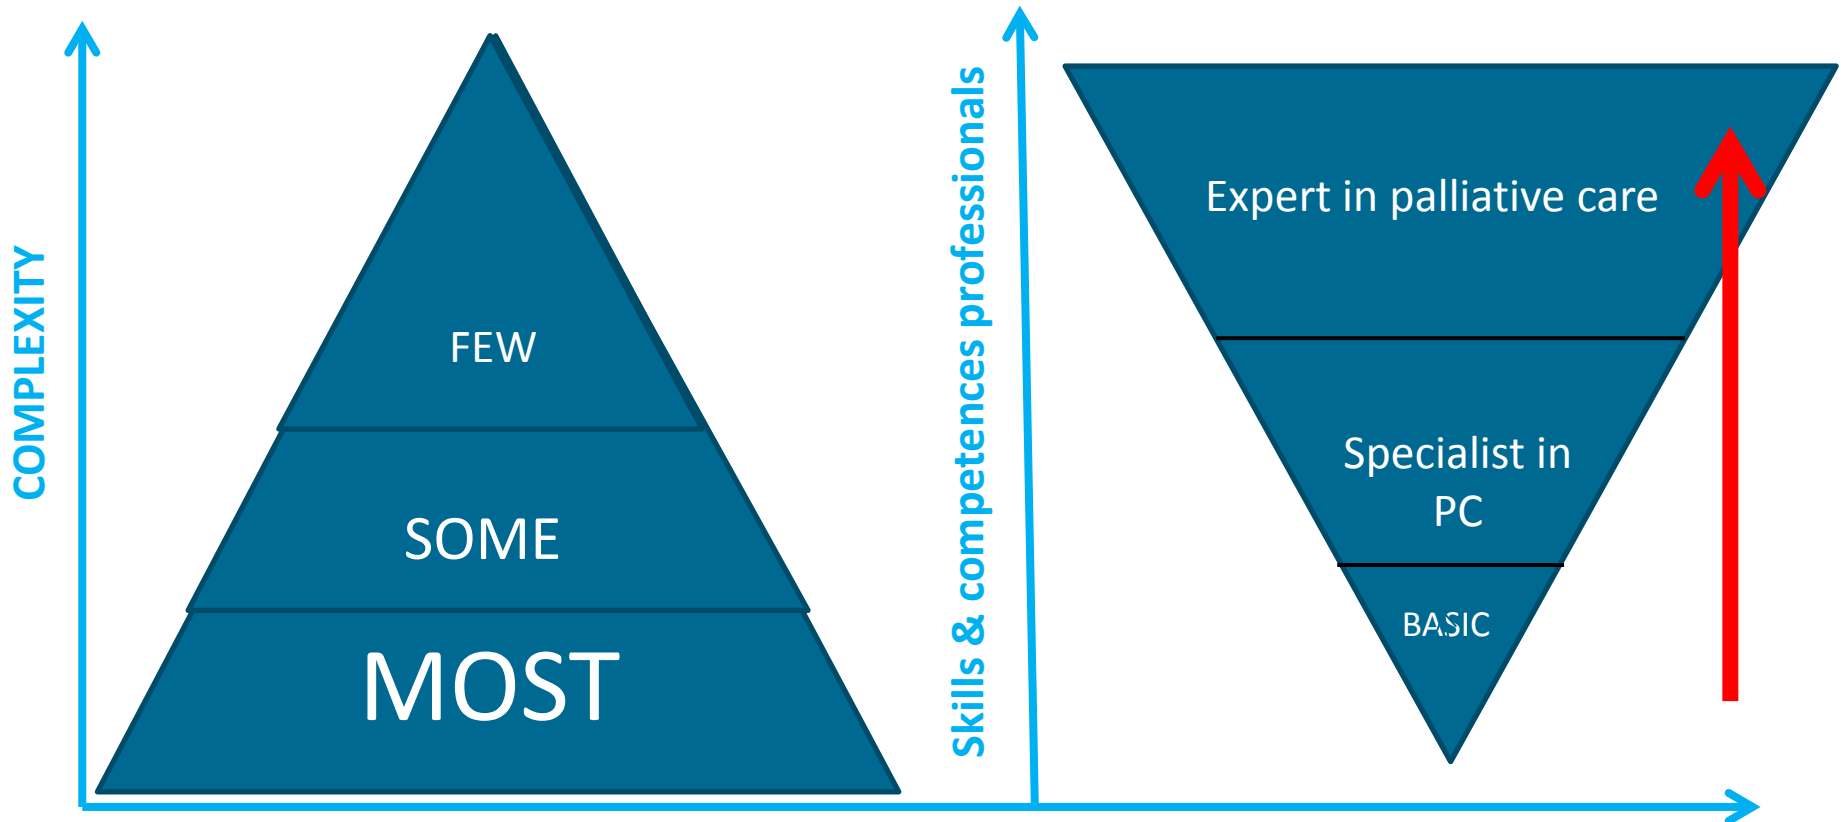 COMPLEXITY
FEW
SOME
MOST
Skills & competences professionals
Expert in palliative care
Specialist in
PC
BASIC